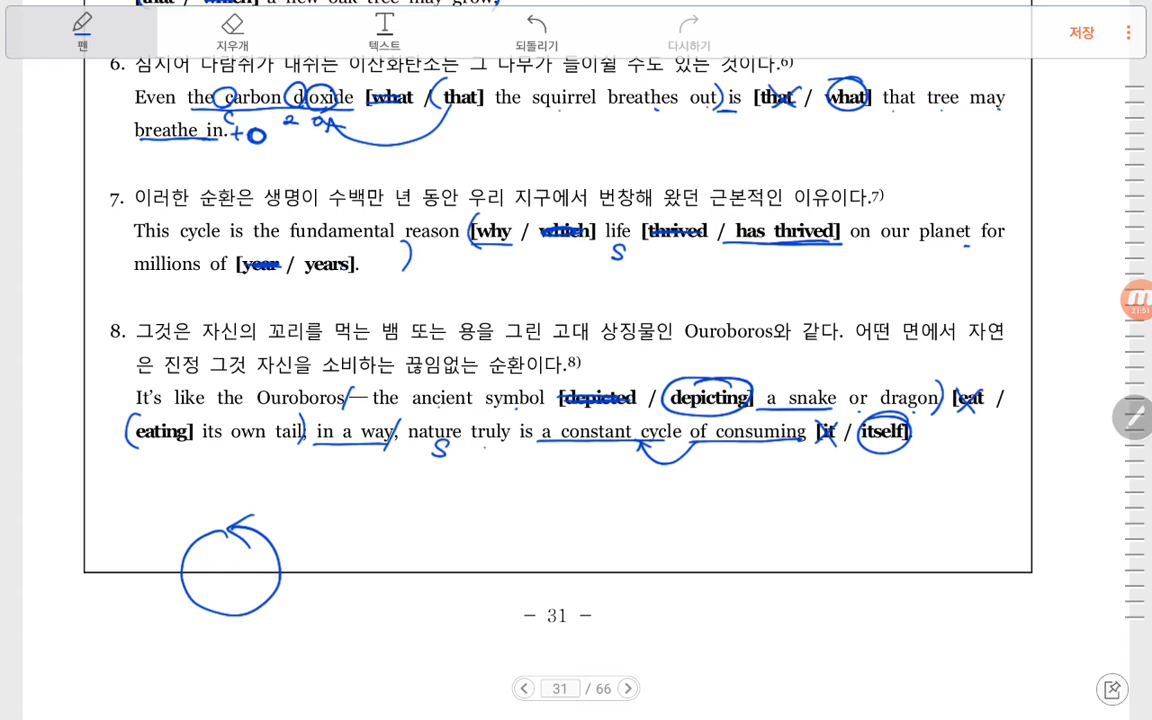 [that / which] a new oak tree may grow.
펜
지우개
텍스트
되돌리기
다시하기
저장
6. 심지어 다람쥐가 내쉬는 이산화탄소는 그 나무가 들이쉴 수도 있는 것이다.6)
Even the carbon dioxide [what / that] the squirrel breathes out is [that / what] that tree may
breathe in.
C 2 O
+ O
7. 이러한 순환은 생명이 수백만 년 동안 우리 지구에서 번창해 왔던 근본적인 이유이다.7)
This cycle is the fundamental reason [why / which] life [thrived / has thrived] on our planet for
S
millions of [year / years].
21:51
8. 그것은 자신의 꼬리를 먹는 뱀 또는 용을 그린 고대 상징물인 Ouroboros와 같다. 어떤 면에서 자연
은 진정 그것 자신을 소비하는 끊임없는 순환이다.8)
It's like the Ouroboros — the ancient symbol [depicted / depicting] a snake or dragon [eat /
eating] its own tail; in a way, nature truly is a constant cycle of consuming [it / itself].
S
- 31 -
31 / 66